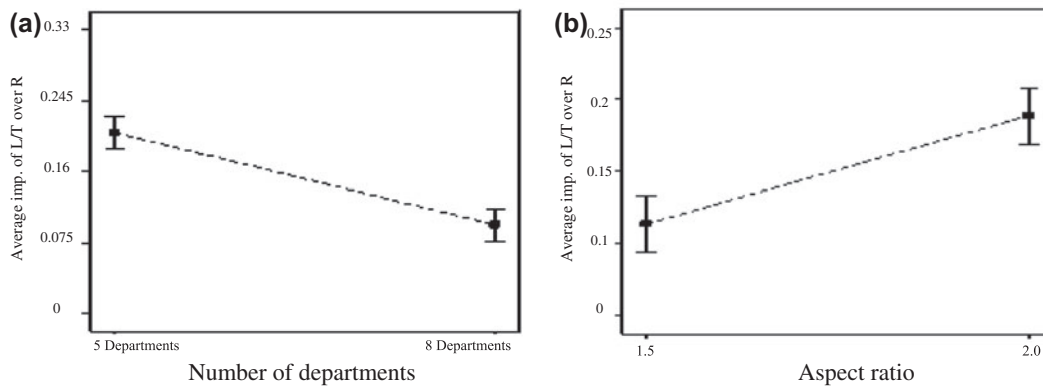 (a)
Average imp. of L/T over R
0.33
0.245
0.16
0.075
0
5 Departments
8 Departments
Number of departments
(b)
Average imp. of L/T over R
0.25
0.2
0.15
0.1
0
1.5
2.0
Aspect ratio